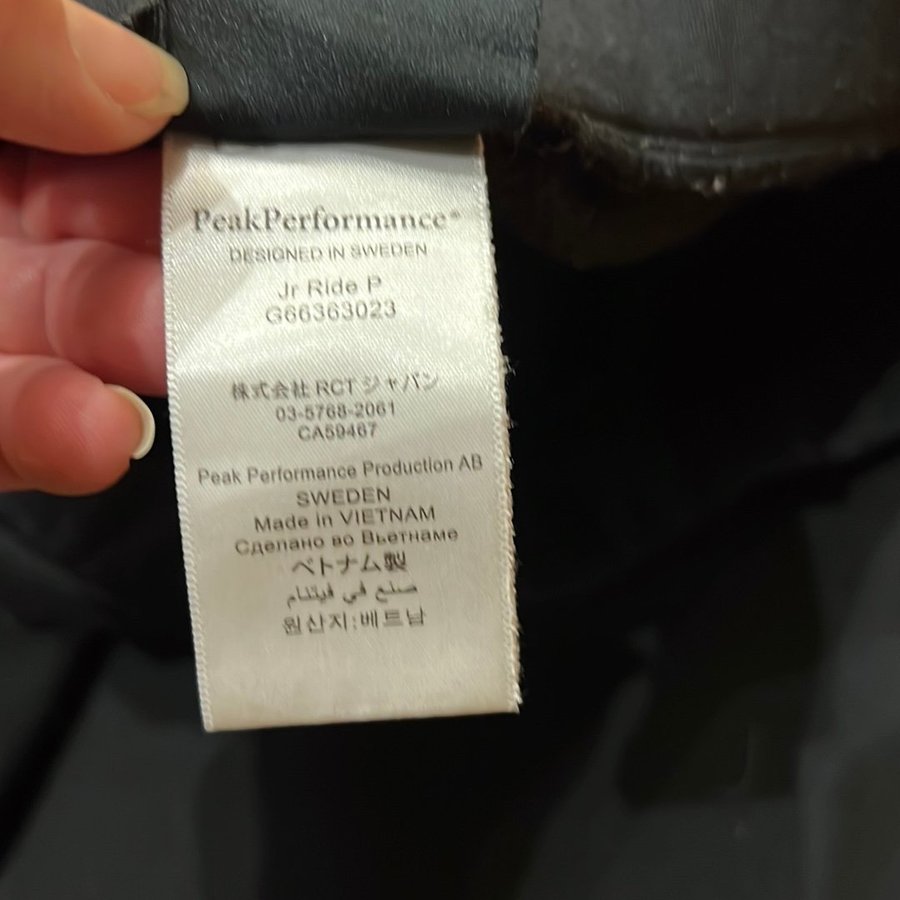 PeakPerformance®
DESIGNED IN SWEDEN
Jr Ride P
G66363023
株式会社 RCT ジャパン
03-5768-2061
CA59467
Peak Performance Production AB
SWEDEN
Made in VIETNAM
Сделано во Вьетнаме
ベトナム製
صنع في فيتنام
원산지:베트남